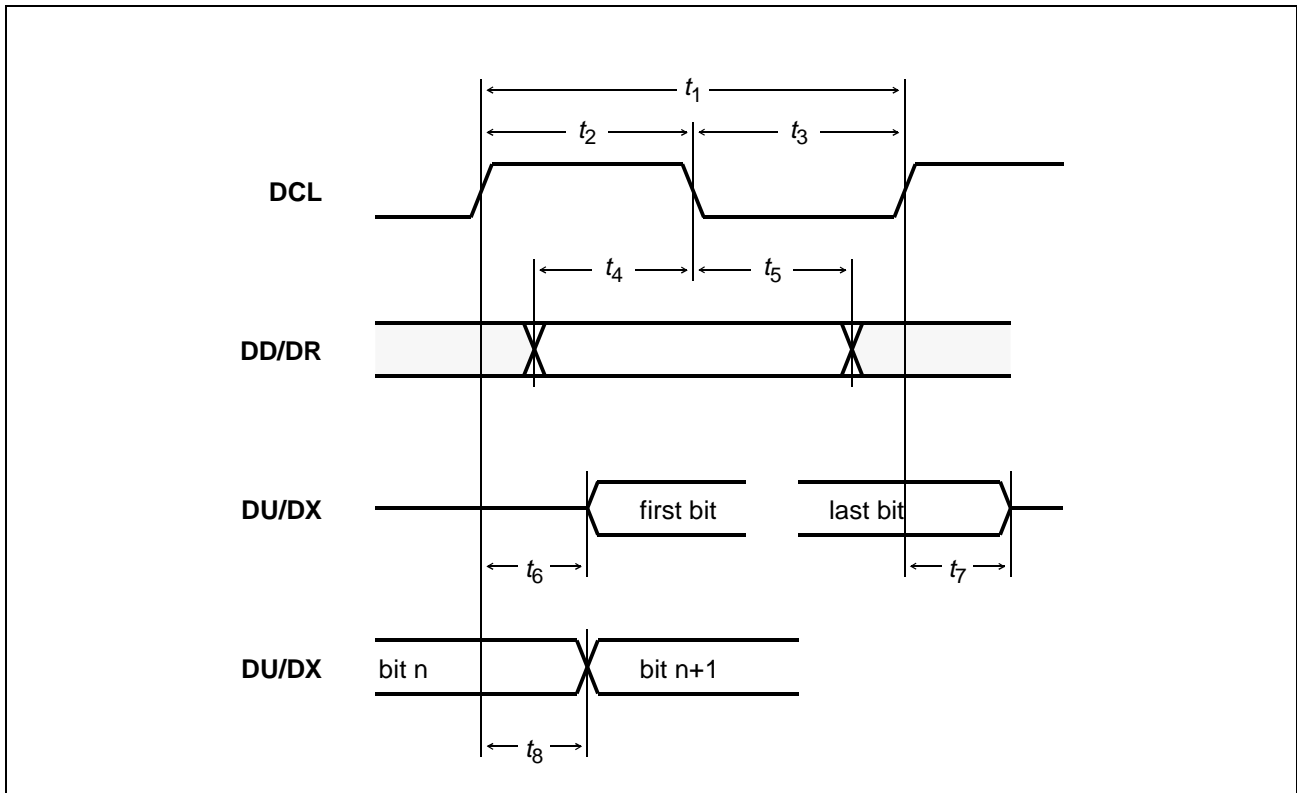 t1
t2
t3
DCL
t4
t5
DD/DR
DU/DX
first bit
last bit
t6
t7
DU/DX
bit n
bit n+1
t8